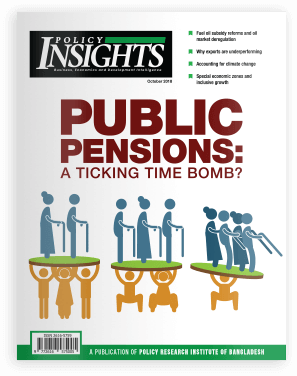 POLICY
INSIGHTS
Business, Economics and Development Intelligence
October 2018
Fuel oil subsidy reforms and oil
market deregulation
Why exports are underperforming
Accounting for climate change
Special economic zones and
inclusive growth
PUBLIC
PENSIONS:
A TICKING TIME BOMB?
A PUBLICATION OF POLICY RESEARCH INSTITUTE OF BANGLADESH